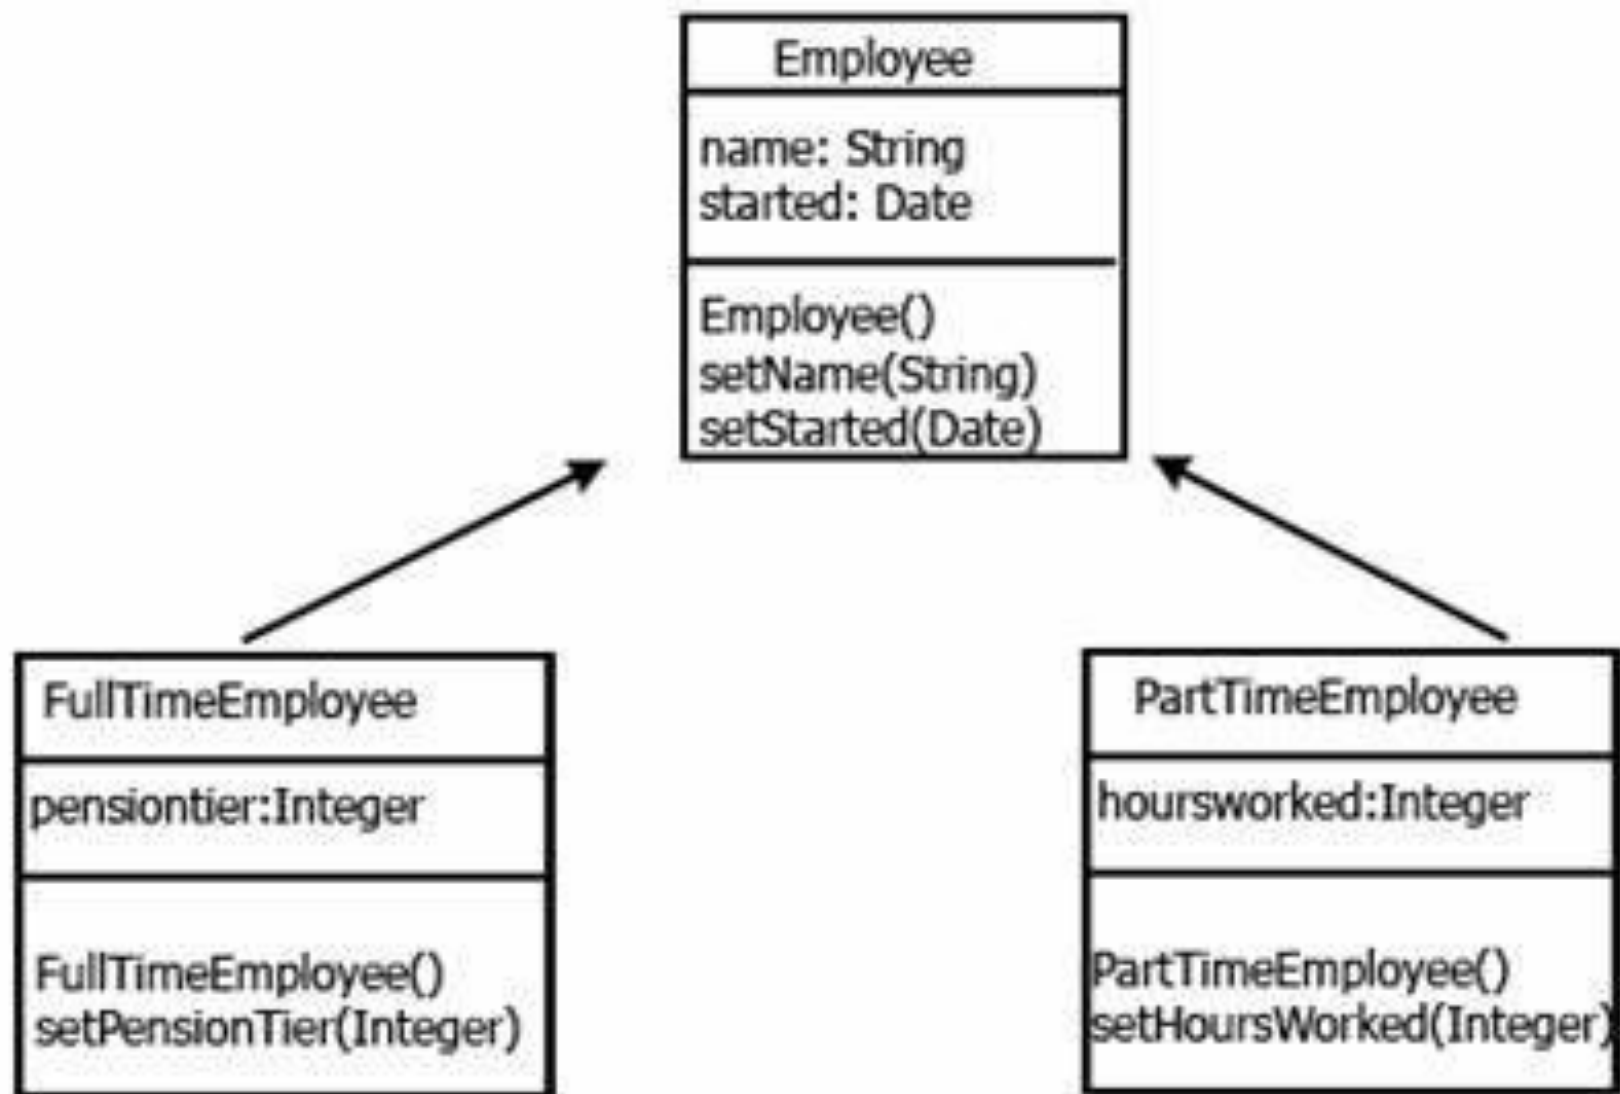 Employee
name: String
started: Date
Employee()
setName(String)
setStarted(Date)
FullTimeEmployee
pensiontier:Integer
FullTimeEmployee()
setPensionTier(Integer)
PartTimeEmployee
hoursworked:Integer
PartTimeEmployee()
setHoursWorked(Integer)